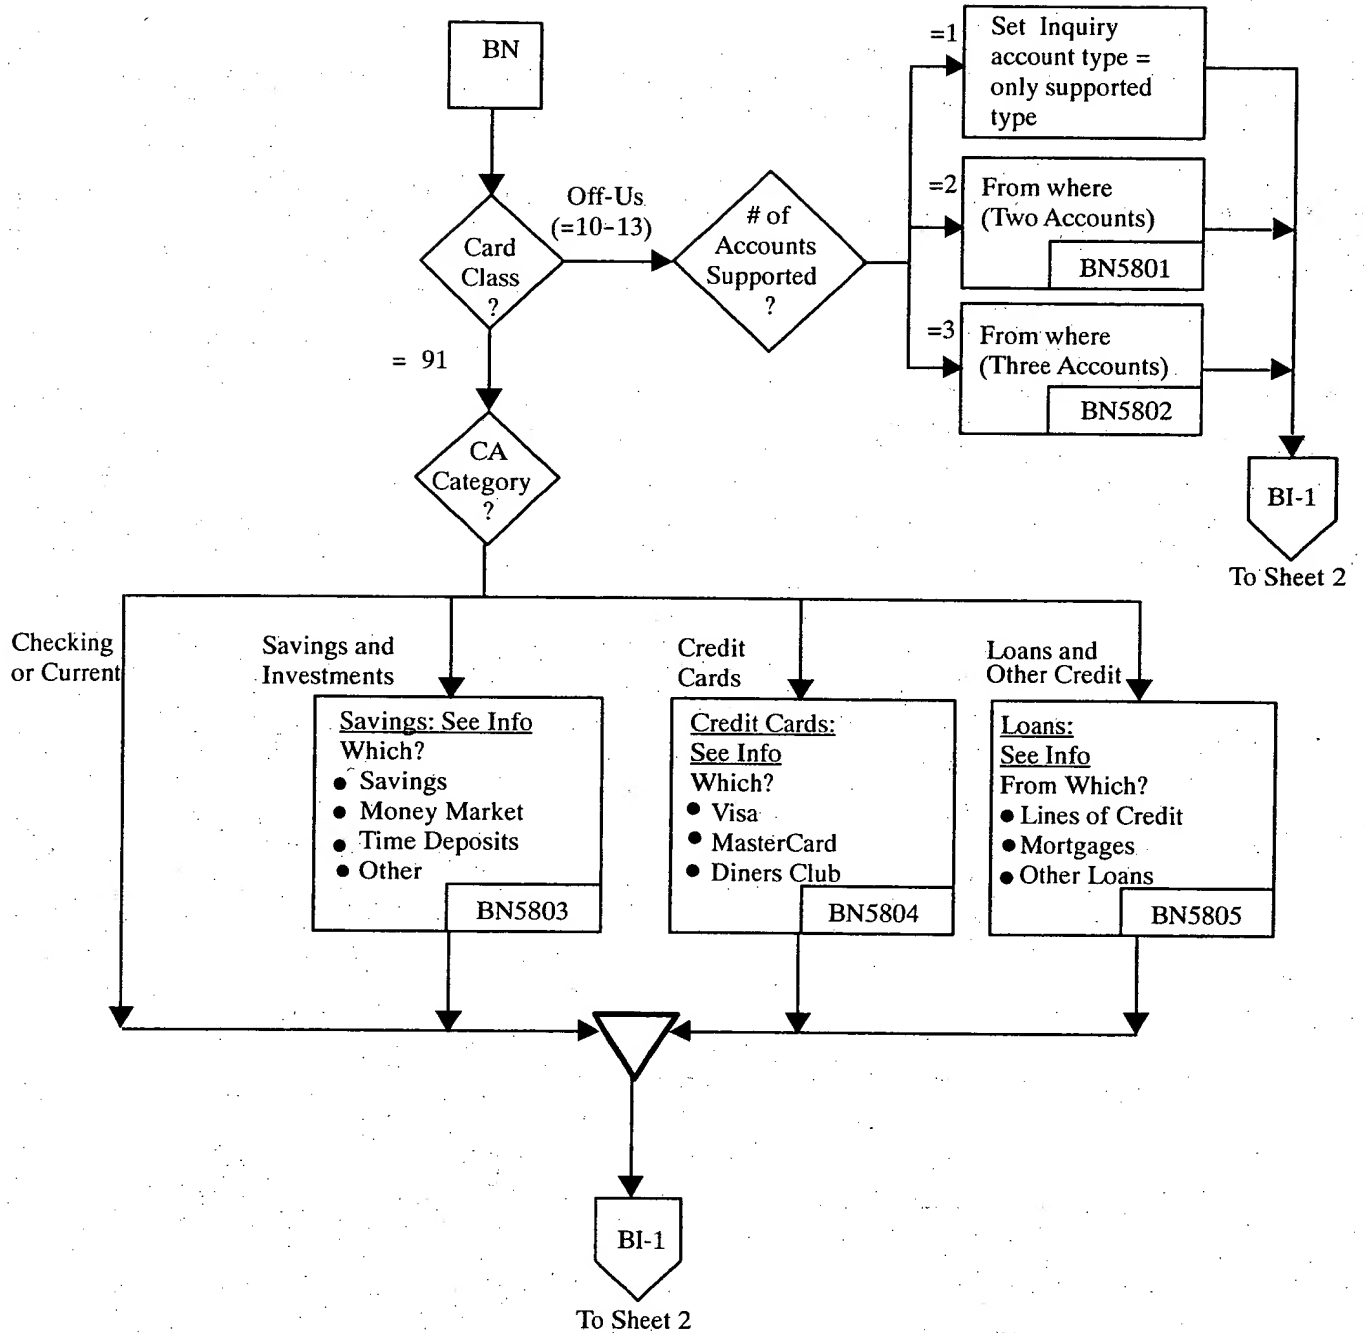 BN
Card
Class
?
Off-Us
(=10-13)
# of
Accounts
Supported
?
=1
Set Inquiry
account type =
only supported
type
=2
From where
(Two Accounts)
BN5801
=3
From where
(Three Accounts)
BN5802
BI-1
To Sheet 2
= 91
CA
Category
?
Checking
or Current
Savings and
Investments
Savings: See Info
Which?
● Savings
● Money Market
● Time Deposits
● Other
BN5803
Credit
Cards
Credit Cards:
See Info
Which?
● Visa
● MasterCard
● Diners Club
BN5804
Loans and
Other Credit
Loans:
See Info
From Which?
● Lines of Credit
● Mortgages
● Other Loans
BN5805
BI-1
To Sheet 2